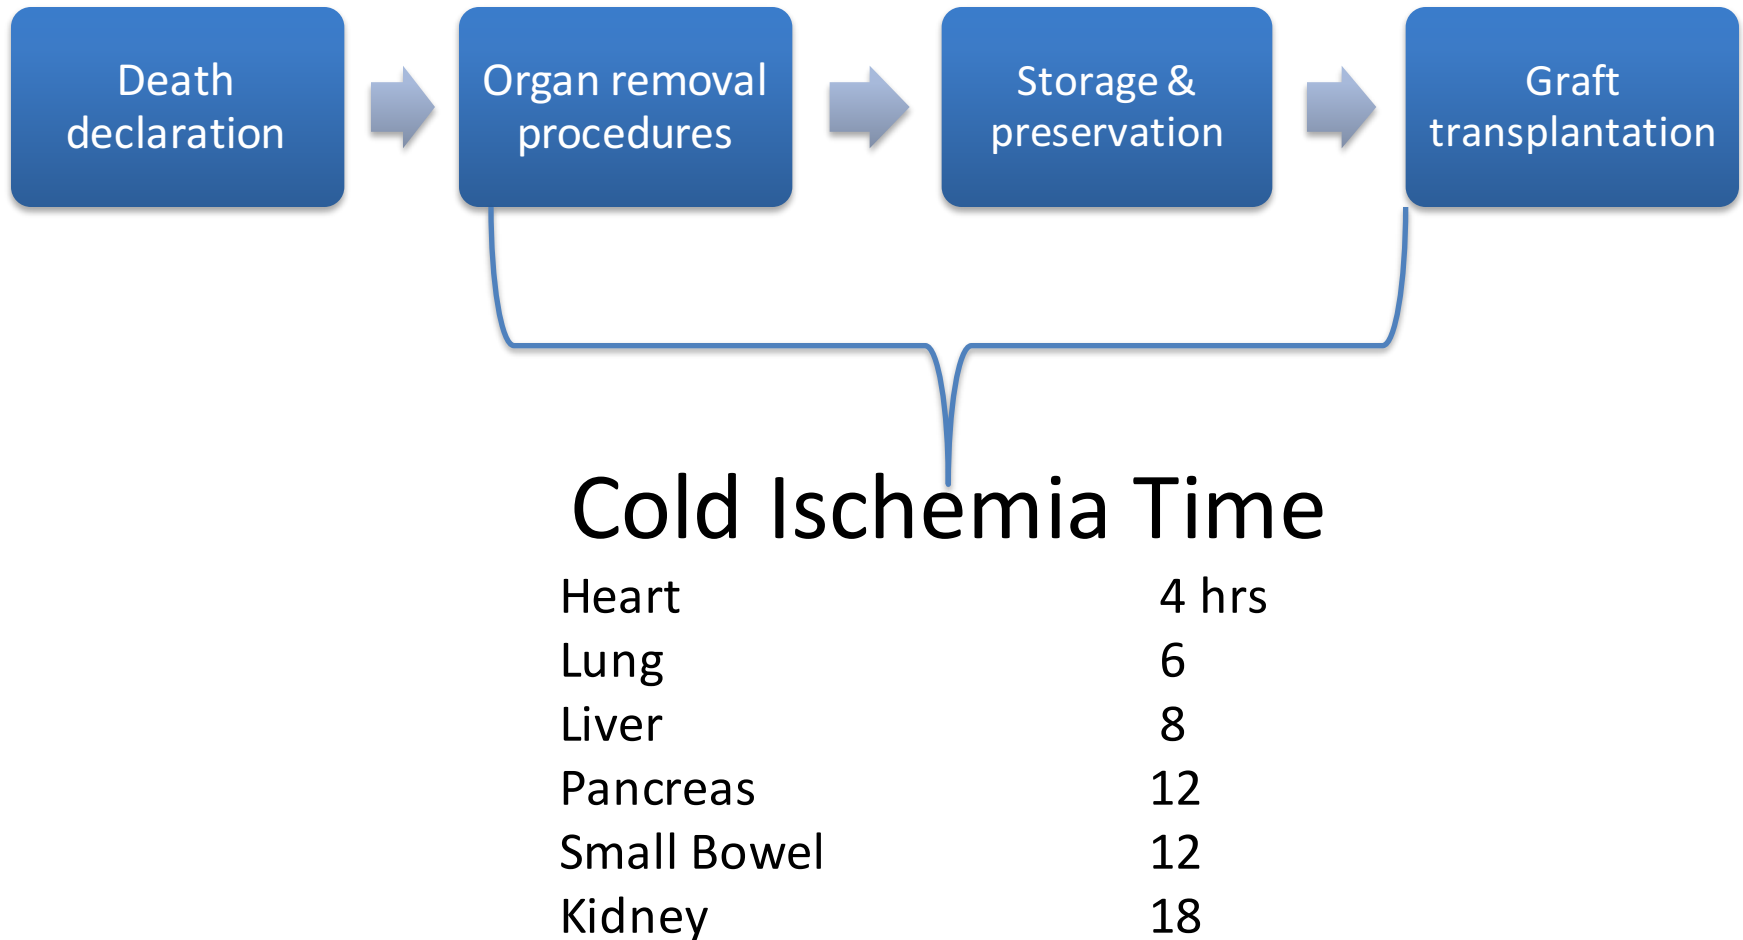 Death
declaration
Organ removal
procedures
Storage &
preservation
Graft
transplantation
Cold Ischemia Time
Heart 4 hrs
Lung 6
Liver 8
Pancreas 12
Small Bowel 12
Kidney 18